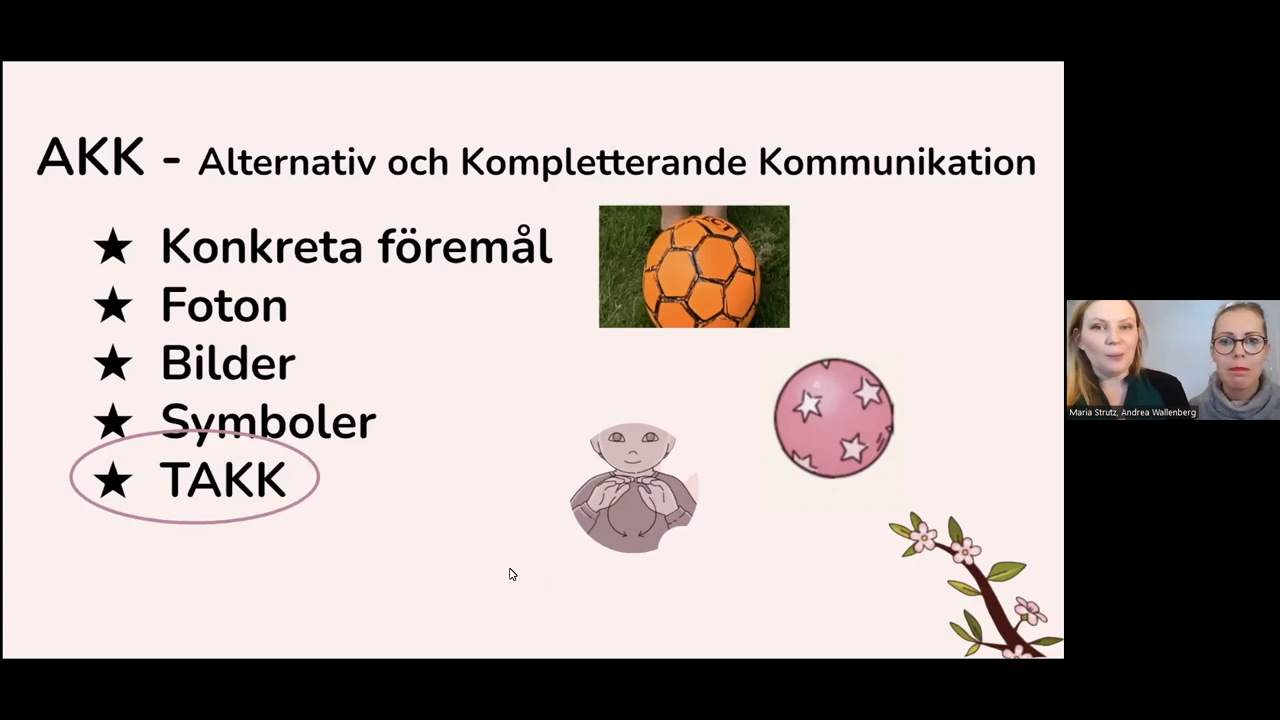 AKK - Alternativ och Kompletterande Kommunikation
★ Konkreta föremål
★ Foton
★ Bilder
★ Symboler
★ TAKK
Maria Strutz, Andrea Wallenberg